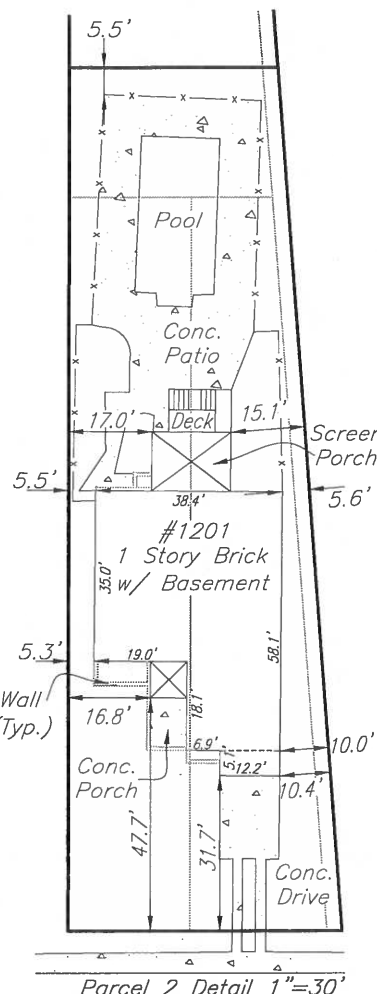 5.5'
Pool
Conc.
Patio
17.0'
Deck
15.1'
Screen
Porch
5.5'
38.4'
5.6'
#1201
1 Story Brick
w/ Basement
35.0'
58.1'
5.3'
19.0'
Wall
(Typ.)
16.8'
18.1'
6.9'
5.1'
12.2'
10.0'
10.4'
Conc.
Porch
47.7'
31.7'
Conc.
Drive
Parcel 2 Detail 1"=30'